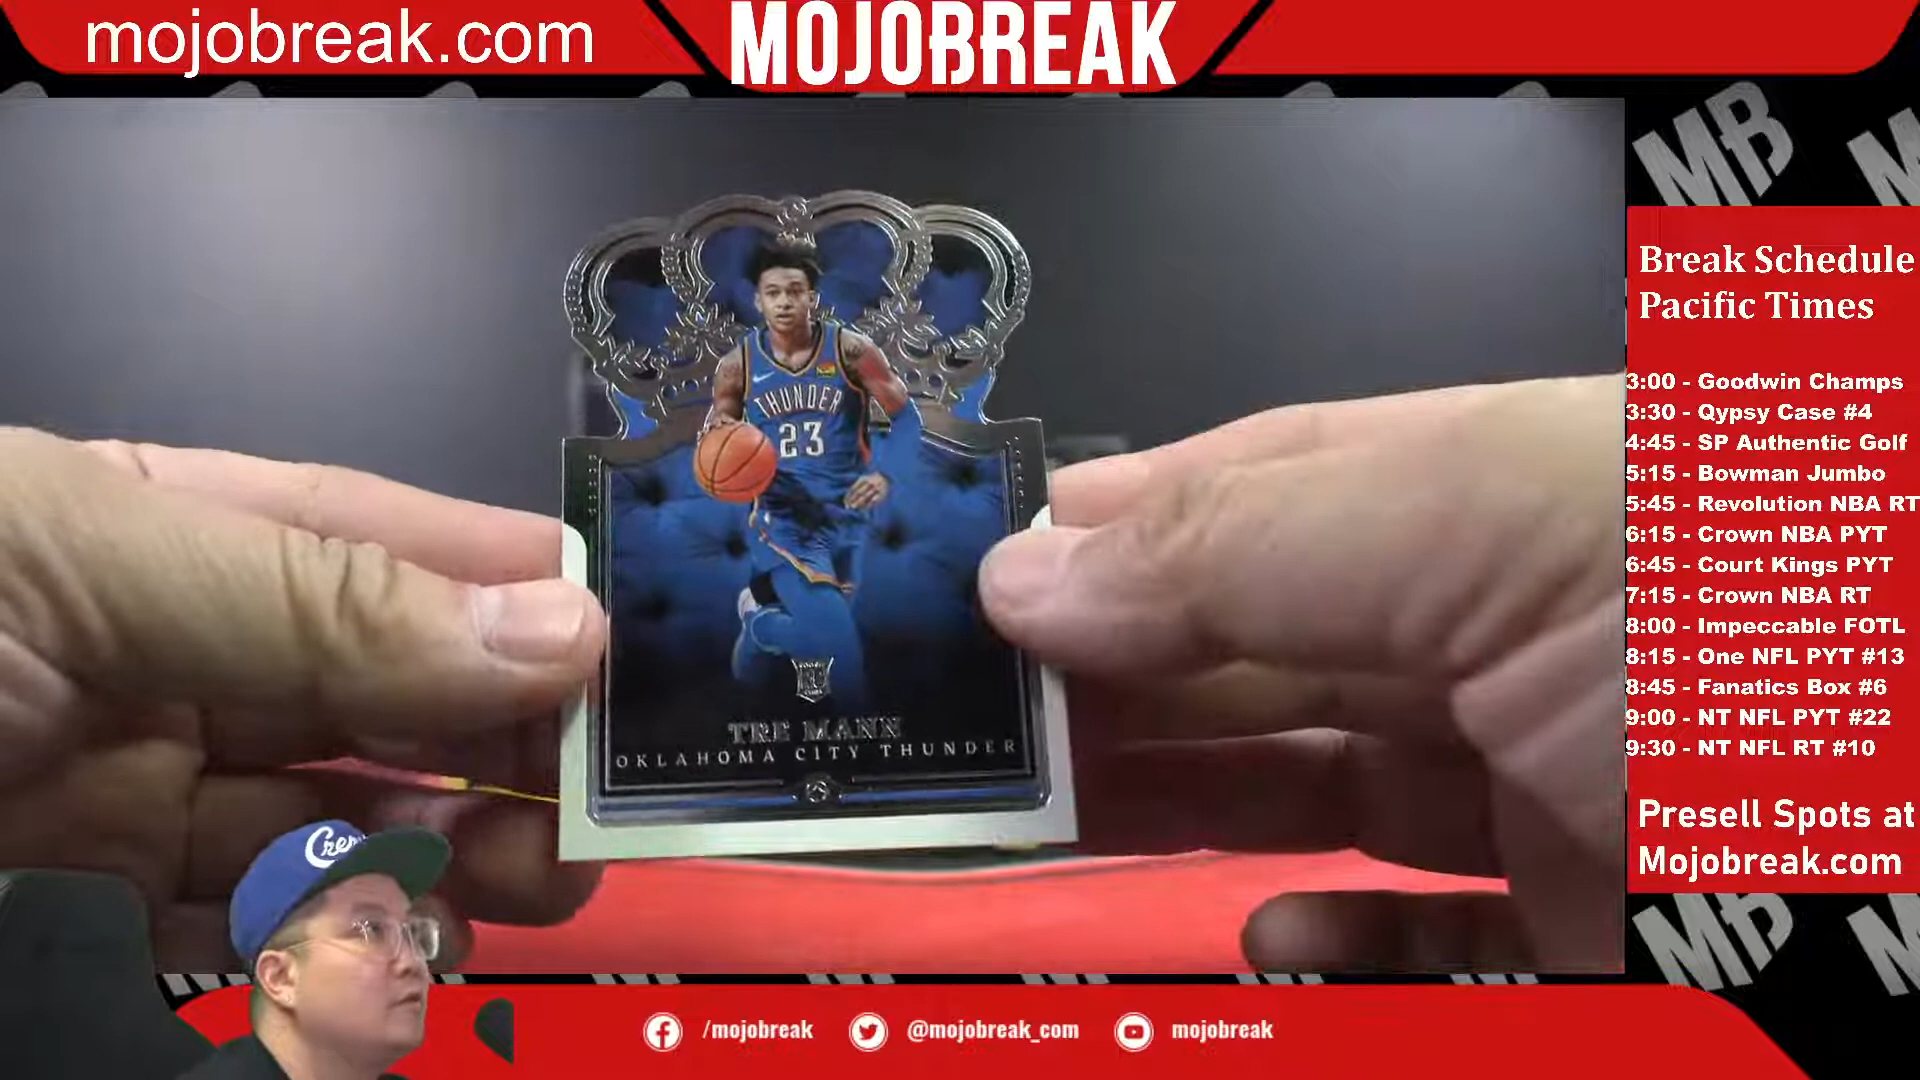 mojobreak.com
MOJOBREAK
MB
Break Schedule
Pacific Times
3:00 - Goodwin Champs
3:30 - Qypsy Case #4
4:45 - SP Authentic Golf
5:15 - Bowman Jumbo
5:45 - Revolution NBA RT
6:15 - Crown NBA PYT
6:45 - Court Kings PYT
7:15 - Crown NBA RT
8:00 - Impeccable FOTL
8:15 - One NFL PYT #13
8:45 - Fanatics Box #6
9:00 - NT NFL PYT #22
9:30 - NT NFL RT #10
Presell Spots at
Mojobreak.com
MB
THUNDER
23
TRE MANN
OKLAHOMA CITY THUNDER
/mojobreak
@mojobreak_com
mojobreak